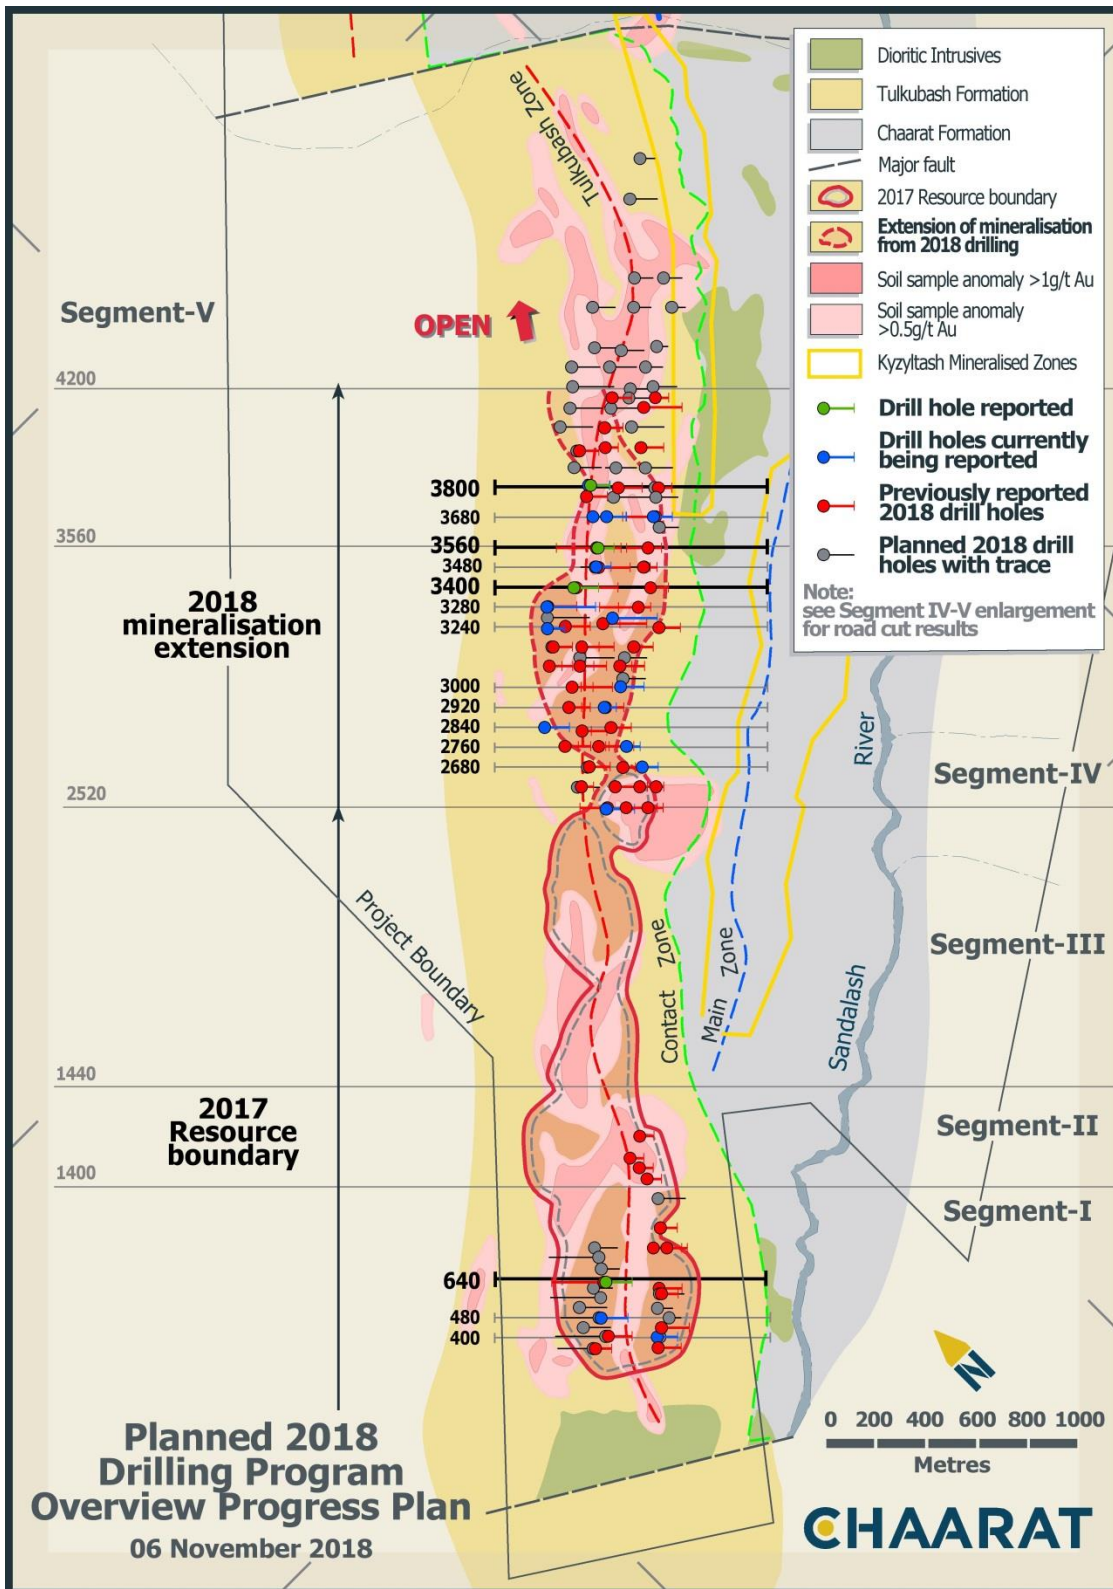 Dioritic Intrusives
Tulkubash Formation
Chaarat Formation
Major fault
2017 Resource boundary
Extension of mineralisation
from 2018 drilling
Soil sample anomaly >1g/t Au
Soil sample anomaly
>0.5g/t Au
Kyzyltash Mineralised Zones
Drill hole reported
Drill holes currently
being reported
Previously reported
2018 drill holes
Planned 2018 drill
holes with trace
Note:
see Segment IV-V enlargement
for road cut results
Tulkubash Zone
Segment-V
OPEN
4200
3800
3680
3560
3560
3480
3400
3280
3240
2018
mineralisation
extension
3000
2920
2840
2760
2680
2520
River
Segment-IV
Project Boundary
Contact Zone
Main Zone
Segment-III
Sandalash
1440
2017
Resource
boundary
Segment-II
1400
Segment-I
640
480
400
N
0 200 400 600 800 1000
Metres
Planned 2018
Drilling Program
Overview Progress Plan
06 November 2018
CHAARAT